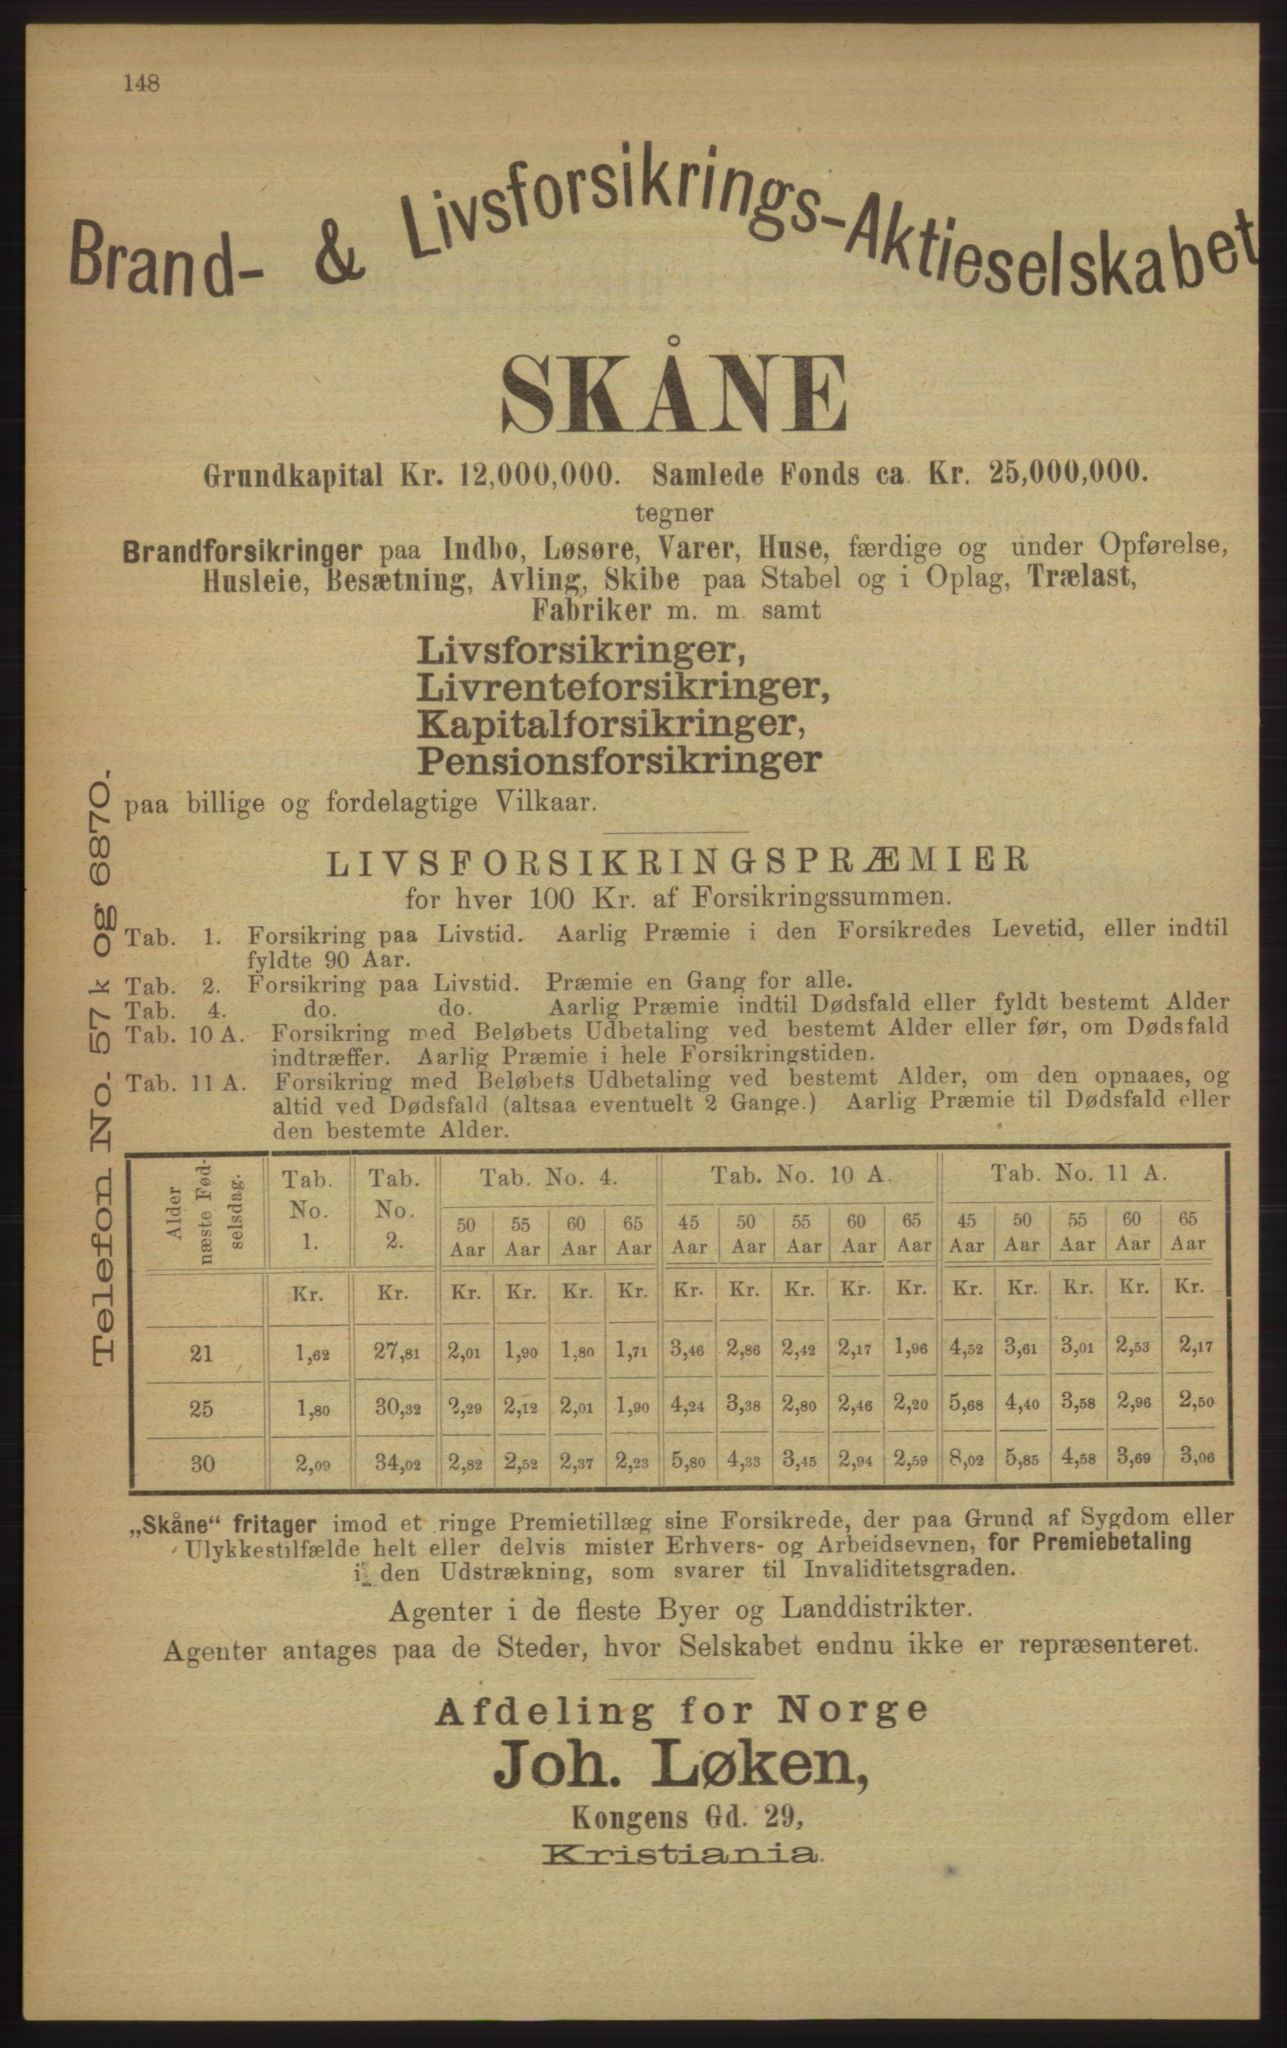 148
Brand- & Livsforsikrings-Aktieselskabet
SKÅNE
Grundkapital Kr. 12,000,000. Samlede Fonds ca. Kr. 25,000,000.
tegner
Brandforsikringer paa Indbo, Løsøre, Varer, Huse, færdige og under Opførelse,
Husleie, Besætning, Avling, Skibe paa Stabel og i Oplag, Trælast,
Fabriker m. m. samt
Livsforsikringer,
Livrenteforsikringer,
Kapitalforsikringer,
Pensionsforsikringer
paa billige og fordelagtige Vilkaar.
Telefon No. 57 k og 6870.
LIVSFORSIKRINGSPRÆMIER
for hver 100 Kr. af Forsikringssummen.
Tab. 1. Forsikring paa Livstid. Aarlig Præmie i den Forsikredes Levetid, eller indtil
fyldte 90 Aar.
Tab. 2. Forsikring paa Livstid. Præmie en Gang for alle.
Tab. 4. do. do. Aarlig Præmie indtil Dødsfald eller fyldt bestemt Alder
Tab. 10 A. Forsikring med Beløbets Udbetaling ved bestemt Alder eller før, om Dødsfald
indtræffer. Aarlig Præmie i hele Forsikringstiden.
Tab. 11 A. Forsikring med Beløbets Udbetaling ved bestemt Alder, om den opnaaes, og
altid ved Dødsfald (altsaa eventuelt 2 Gange.) Aarlig Præmie til Dødsfald eller
den bestemte Alder.
Alder næste Fød-selsdag. Tab. No. 1. Tab. No. 2. Tab. No. 4. Tab. No. 10 A. Tab. No. 11 A.
50 Aar 55 Aar 60 Aar 65 Aar 45 Aar 50 Aar 55 Aar 60 Aar 65 Aar 45 Aar 50 Aar 55 Aar 60 Aar 65 Aar
Kr. Kr. Kr. Kr. Kr. Kr. Kr. Kr. Kr. Kr. Kr. Kr. Kr. Kr. Kr. Kr.
21 1,62 27,81 2,01 1,90 1,80 1,71 3,46 2,86 2,42 2,17 1,96 4,52 3,61 3,01 2,53 2,17
25 1,80 30,32 2,29 2,12 2,01 1,90 4,24 3,38 2,80 2,46 2,20 5,68 4,40 3,58 2,96 2,50
30 2,09 34,02 2,82 2,52 2,37 2,23 5,80 4,33 3,45 2,94 2,59 8,02 5,85 4,58 3,69 3,06
„Skåne“ fritager imod et ringe Premietillæg sine Forsikrede, der paa Grund af Sygdom eller
Ulykkestilfælde helt eller delvis mister Erhvers- og Arbeidsevnen, for Premiebetaling
i den Udstrækning, som svarer til Invaliditetsgraden.
Agenter i de fleste Byer og Landdistrikter.
Agenter antages paa de Steder, hvor Selskabet endnu ikke er repræsenteret.
Afdeling for Norge
Joh. Løken,
Kongens Gd. 29,
Kristiania.